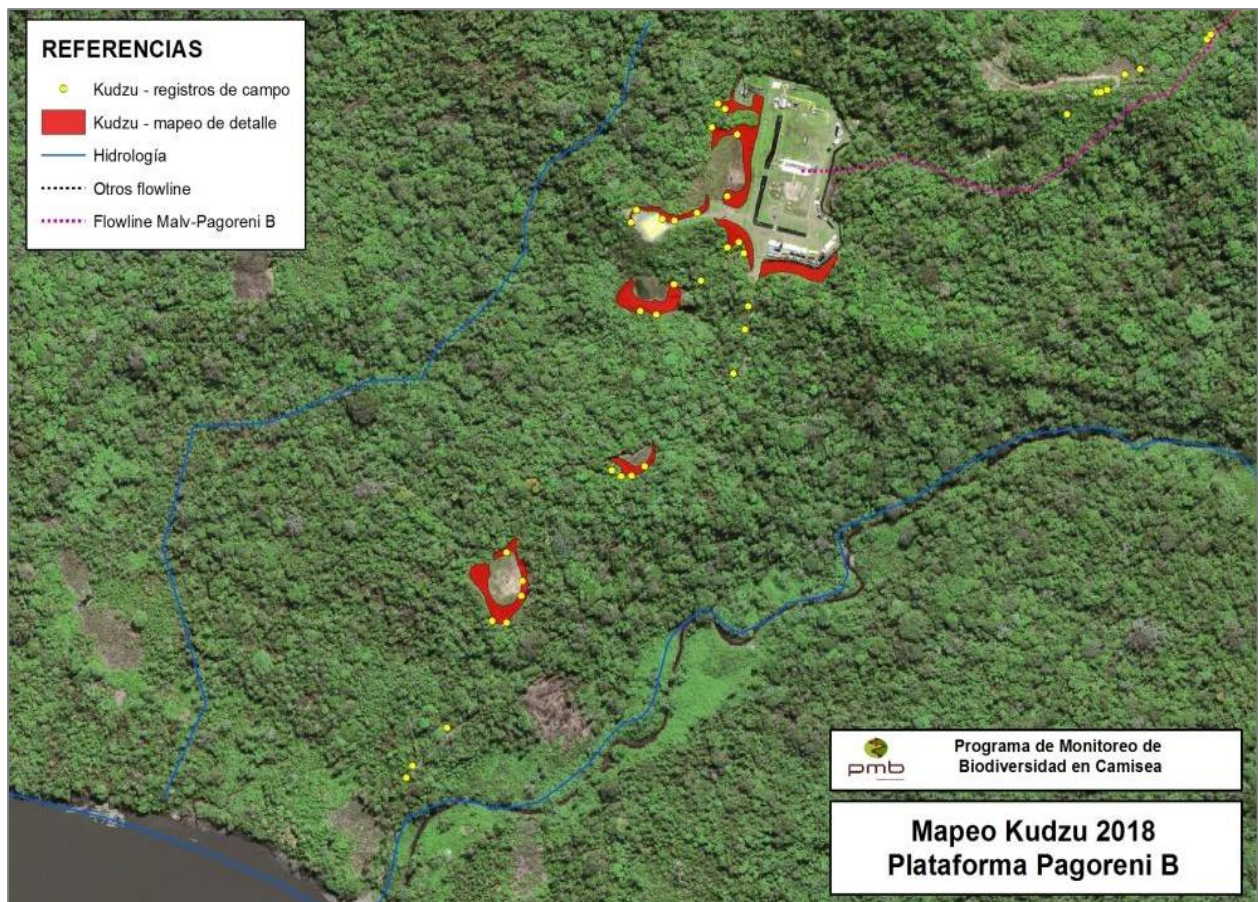 REFERENCIAS
Kudzu - registros de campo
Kudzu - mapeo de detalle
Hidrología
Otros flowline
Flowline Malv-Pagoreni B
pmb
Programa de Monitoreo de
Biodiversidad en Camisea
Mapeo Kudzu 2018
Plataforma Pagoreni B